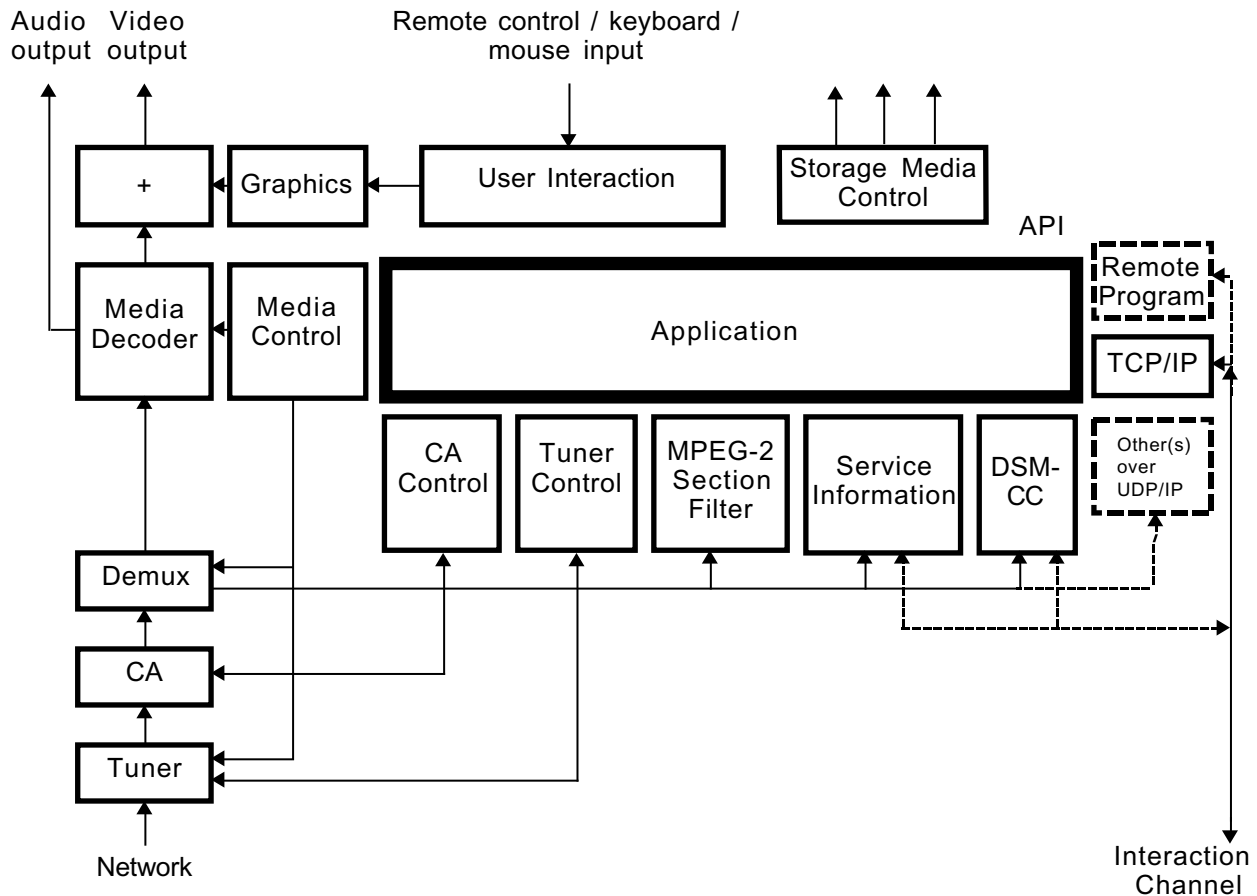 Audio Video
output output
Remote control / keyboard /
mouse input
+
Graphics
User Interaction
Storage Media
Control
API
Media
Decoder
Media
Control
Application
Remote
Program
TCP/IP
CA
Control
Tuner
Control
MPEG-2
Section
Filter
Service
Information
DSM-
CC
Other(s)
over
UDP/IP
Demux
CA
Tuner
Network
Interaction
Channel